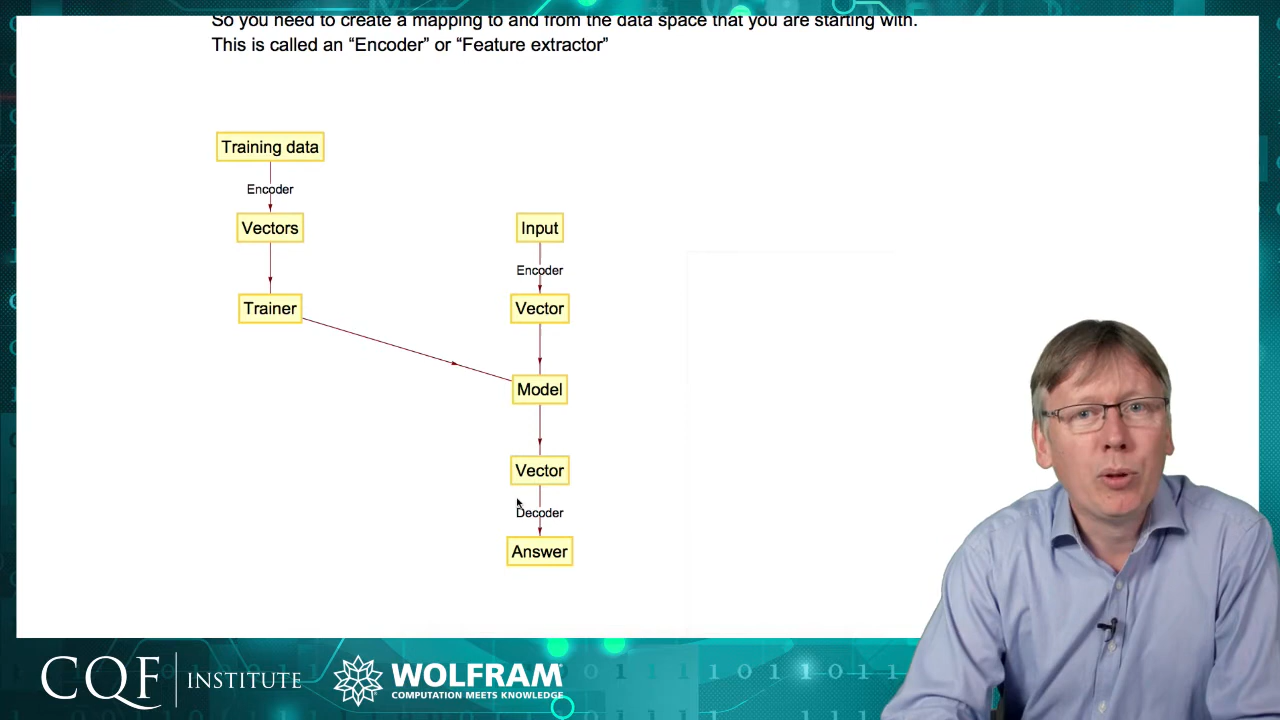 So you need to create a mapping to and from the data space that you are starting with.
This is called an “Encoder” or “Feature extractor”
Training data
Encoder
Vectors
Input
Encoder
Trainer
Vector
Model
Vector
Decoder
Answer
CQF INSTITUTE
WOLFRAM
COMPUTATION MEETS KNOWLEDGE